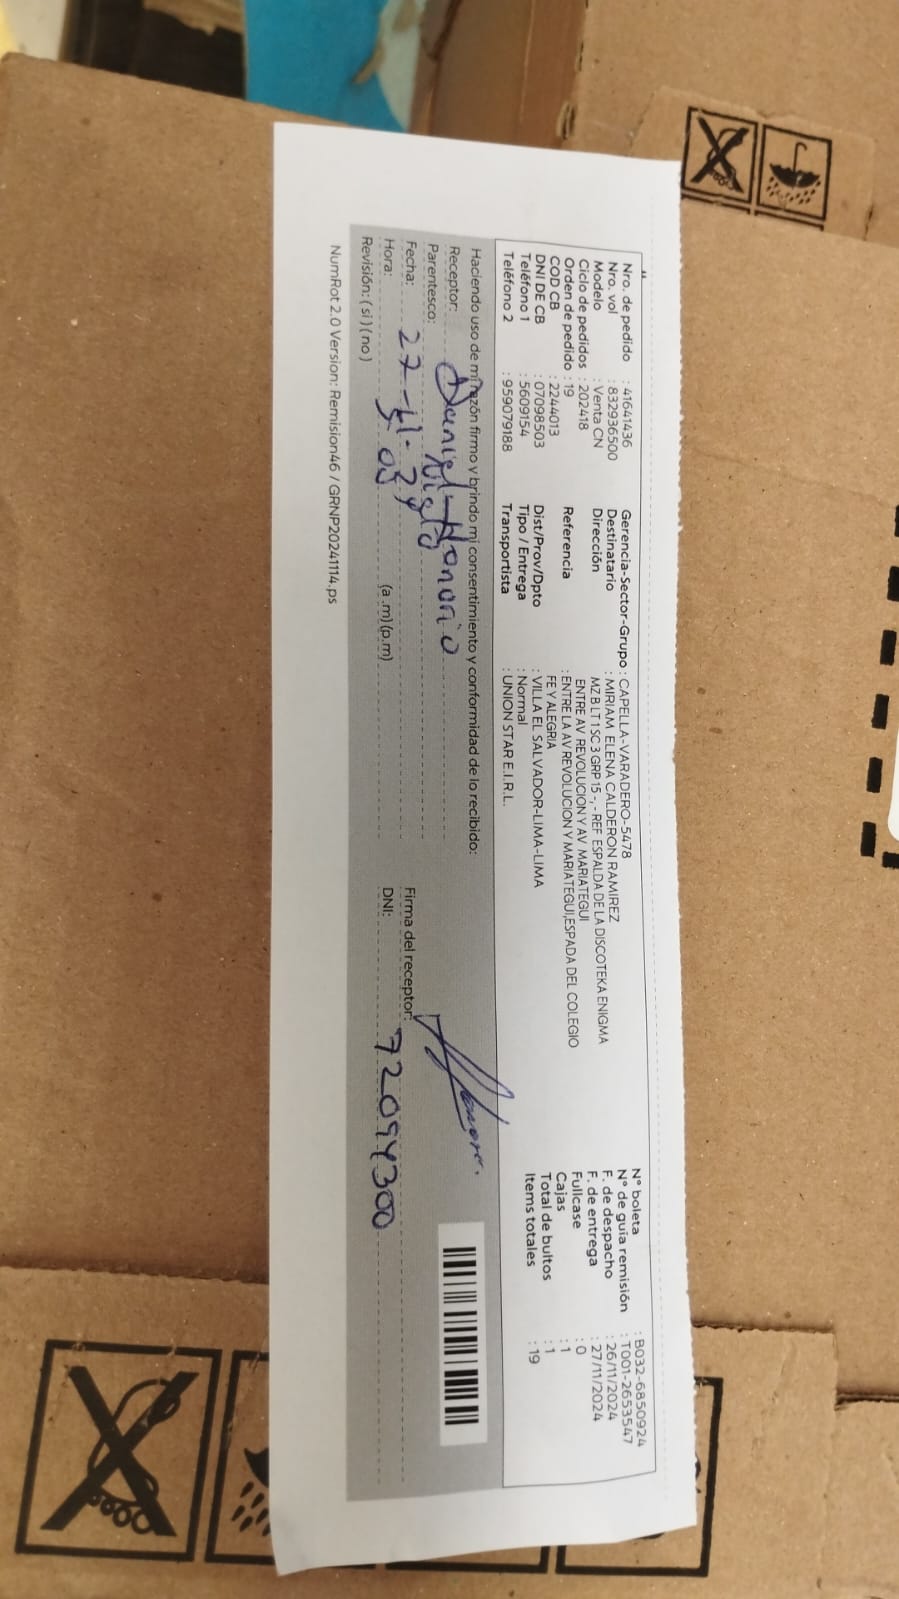 Nro. de pedido : 41641436
Nro. vol : 832936500
Modelo : Venta CN
Ciclo de pedidos : 202418
Orden de pedido : 19
COD CB : 2244013
DNI DE CB : 07098503
Teléfono 1 : 5609154
Teléfono 2 : 959079188
Gerencia-Sector-Grupo : CAPELLA-VARADERO-5478
Destinatario : MIRIAM ELENA CALDERON RAMIREZ
Dirección MZ B LT 1 SC 3 GRP 15 -, - REF ESPALDA DE LA DISCOTEKA ENIGMA
ENTRE AV REVOLUCION Y AV MARIATEGUI
Referencia : ENTRE LA AV REVOLUCION Y MARIATEGUI,ESPADA DEL COLEGIO
FE Y ALEGRIA
Dist/Prov/Dpto : VILLA EL SALVADOR-LIMA-LIMA
Tipo / Entrega : Normal
Transportista : UNION STAR E.I.R.L.
N° boleta : B032-6850924
N° de guía remisión : T001-2653547
F. de despacho : 26/11/2024
F. de entrega : 27/11/2024
Fullcase : 0
Cajas : 1
Total de bultos : 1
Items totales : 19
Haciendo uso de mi razón firmo y brindo mi consentimiento y conformidad de lo recibido:
Receptor: Daniel Honorio
Parentesco:
Fecha: 27-11-24
Hora: (a .m) (p.m)
Revisión: ( si ) ( no )
Firma del receptor:
DNI: 72094300
NumRot 2.0 Version: Remision46 / GRNP20241114.ps